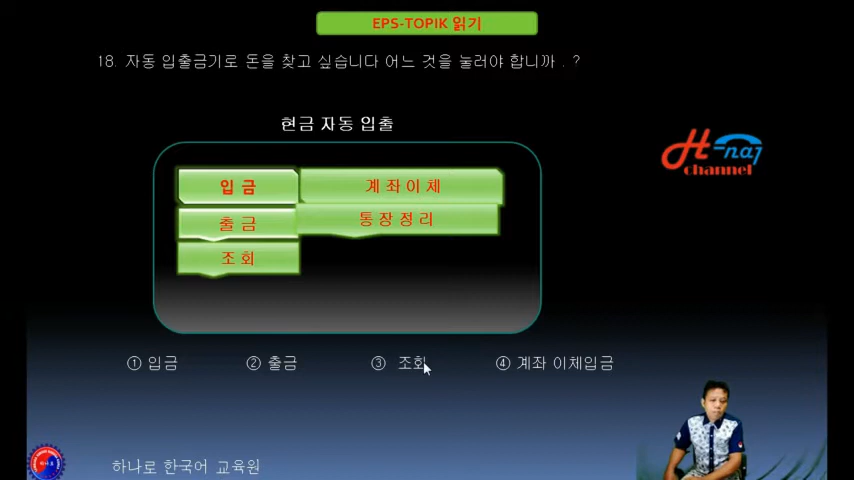 EPS-TOPIK 읽기
18. 자동 입출금기로 돈을 찾고 싶습니다 어느 것을 눌러야 합니까 . ?
현금 자동 입출
H-naj
channel
입 금 계 좌 이 체
출 금 통 장 정 리
조 회
① 입금 ② 출금 ③ 조회 ④ 계좌 이체입금
하나로 한국어 교육원